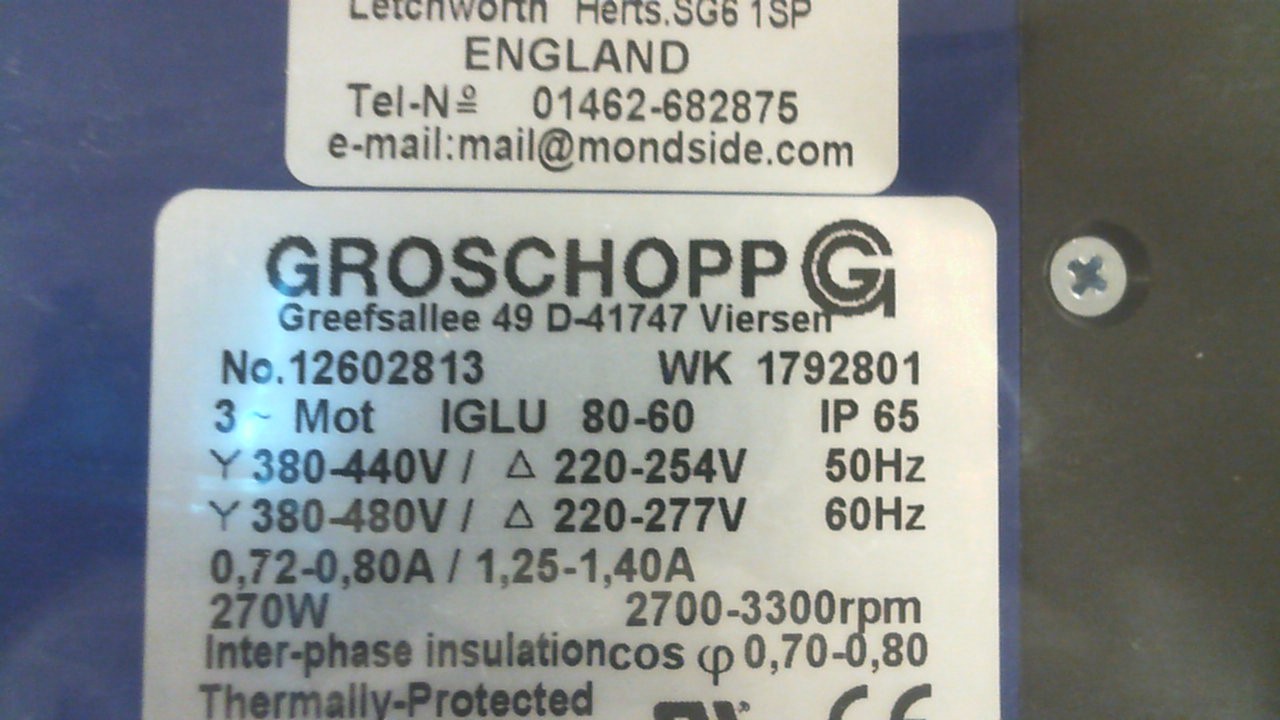 Letchworth Herts.SG6 1SP
ENGLAND
Tel-Nº 01462-682875
e-mail:mail@mondside.com
GROSCHOPP G
Greefsallee 49 D-41747 Viersen
No.12602813 WK 1792801
3 ~ Mot IGLU 80-60 IP 65
Y 380-440V / Δ 220-254V 50Hz
Y 380-480V / Δ 220-277V 60Hz
0,72-0,80A / 1,25-1,40A
270W 2700-3300rpm
Inter-phase insulation cos φ 0,70-0,80
Thermally-Protected CE